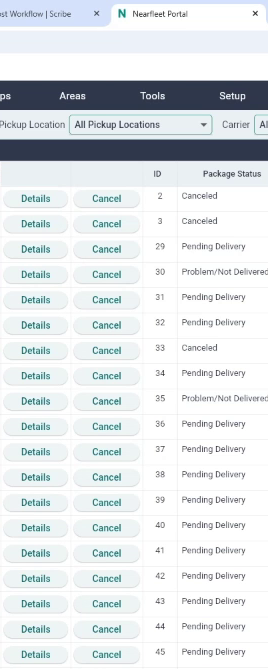 st Workflow | Scribe × N Nearfleet Portal ×
ps Areas Tools Setup
Pickup Location All Pickup Locations Carrier Al
ID Package Status
Details Cancel 2 Canceled
Details Cancel 3 Canceled
Details Cancel 29 Pending Delivery
Details Cancel 30 Problem/Not Delivered
Details Cancel 31 Pending Delivery
Details Cancel 32 Pending Delivery
Details Cancel 33 Canceled
Details Cancel 34 Pending Delivery
Details Cancel 35 Problem/Not Delivered
Details Cancel 36 Pending Delivery
Details Cancel 37 Pending Delivery
Details Cancel 38 Pending Delivery
Details Cancel 39 Pending Delivery
Details Cancel 40 Pending Delivery
Details Cancel 41 Pending Delivery
Details Cancel 42 Pending Delivery
Details Cancel 43 Pending Delivery
Details Cancel 44 Pending Delivery
Details Cancel 45 Pending Delivery